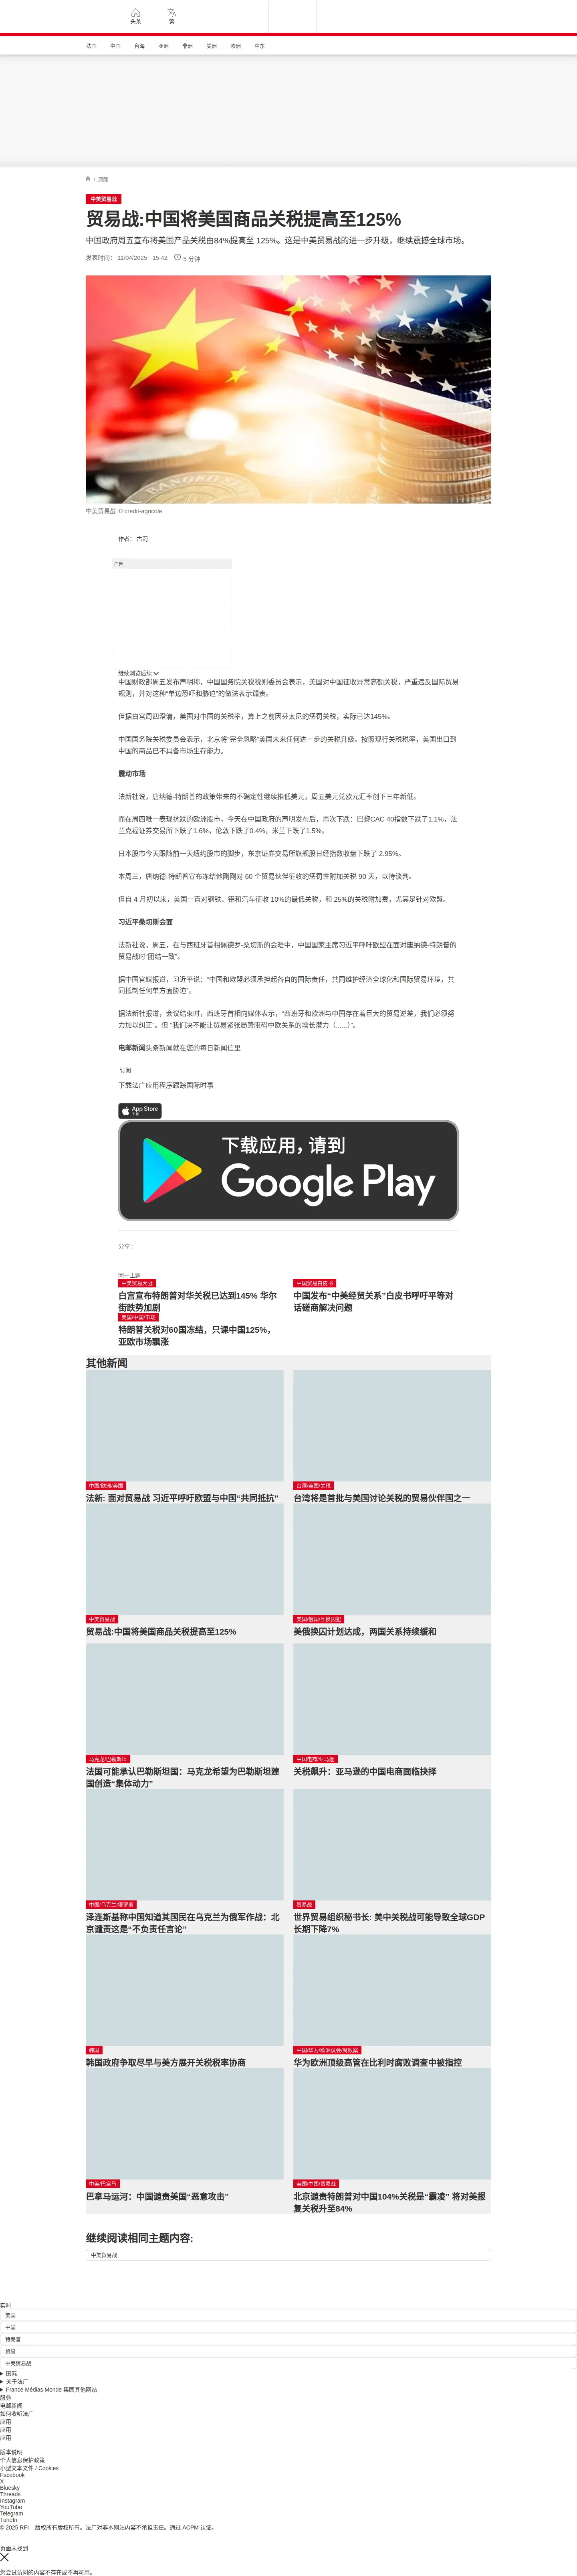 头条
繁
法国
中国
台海
亚洲
非洲
美洲
欧洲
中东
/ 国际
中美贸易战
贸易战:中国将美国商品关税提高至125%
中国政府周五宣布将美国产品关税由84%提高至 125%。这是中美贸易战的进一步升级，继续震撼全球市场。
发表时间： 11/04/2025 - 15:42
5 分钟
中美贸易战 © credit-agricole
作者： 古莉
广告
继续浏览后续
中国财政部周五发布声明称，中国国务院关税税则委员会表示，美国对中国征收异常高额关税，严重违反国际贸易
规则，并对这种“单边恐吓和胁迫”的做法表示谴责。
但据白宫周四澄清，美国对中国的关税率，算上之前因芬太尼的惩罚关税，实际已达145%。
中国国务院关税委员会表示，北京将“完全忽略”美国未来任何进一步的关税升级。按照现行关税税率，美国出口到
中国的商品已不具备市场生存能力。
震动市场
法新社说，唐纳德-特朗普的政策带来的不确定性继续推低美元，周五美元兑欧元汇率创下三年新低。
而在周四唯一表现抗跌的欧洲股市，今天在中国政府的声明发布后，再次下跌：巴黎CAC 40指数下跌了1.1%，法
兰克福证券交易所下跌了1.6%，伦敦下跌了0.4%，米兰下跌了1.5%。
日本股市今天跟随前一天纽约股市的脚步，东京证券交易所旗舰股日经指数收盘下跌了 2.95%。
本周三，唐纳德-特朗普宣布冻结他刚刚对 60 个贸易伙伴征收的惩罚性附加关税 90 天，以待谈判。
但自 4 月初以来，美国一直对钢铁、铝和汽车征收 10%的最低关税，和 25%的关税附加费，尤其是针对欧盟。
习近平桑切斯会面
法新社说，周五，在与西班牙首相佩德罗-桑切斯的会晤中，中国国家主席习近平呼吁欧盟在面对唐纳德-特朗普的
贸易战时“团结一致”。
据中国官媒报道，习近平说：“中国和欧盟必须承担起各自的国际责任，共同维护经济全球化和国际贸易环境，共
同抵制任何单方面胁迫”。
据法新社报道，会议结束时，西班牙首相向媒体表示，“西班牙和欧洲与中国存在着巨大的贸易逆差，我们必须努
力加以纠正”。但 “我们决不能让贸易紧张局势阻碍中欧关系的增长潜力（......）”。
电邮新闻头条新闻就在您的每日新闻信里
订阅
下载法广应用程序跟踪国际时事
App Store
下载
下载应用，请到
Google Play
分享 :
同一主题
中美贸易大战
白宫宣布特朗普对华关税已达到145% 华尔
街跌势加剧
中国贸易白皮书
中国发布“中美经贸关系”白皮书呼吁平等对
话磋商解决问题
美国/中国/市场
特朗普关税对60国冻结，只课中国125%，
亚欧市场飘涨
其他新闻
中国/欧洲/美国
法新: 面对贸易战 习近平呼吁欧盟与中国“共同抵抗”
台湾/美国/关税
台湾将是首批与美国讨论关税的贸易伙伴国之一
中美贸易战
贸易战:中国将美国商品关税提高至125%
美国/俄国/互换囚犯
美俄换囚计划达成，两国关系持续缓和
马克龙/巴勒斯坦
法国可能承认巴勒斯坦国：马克龙希望为巴勒斯坦建
国创造“集体动力”
中国电商/亚马逊
关税飙升：亚马逊的中国电商面临抉择
中国/乌克兰/俄罗斯
泽连斯基称中国知道其国民在乌克兰为俄军作战：北
京谴责这是“不负责任言论”
贸易战
世界贸易组织秘书长: 美中关税战可能导致全球GDP
长期下降7%
韩国
韩国政府争取尽早与美方展开关税税率协商
中国/华为/欧洲议会/腐败案
华为欧洲顶级高管在比利时腐败调查中被指控
中美/巴拿马
巴拿马运河：中国谴责美国“恶意攻击”
美国/中国/贸易战
北京谴责特朗普对中国104%关税是“霸凌” 将对美报
复关税升至84%
继续阅读相同主题内容:
中美贸易战
实时
美国
中国
特朗普
贸易
中美贸易战
国际
关于法广
France Médias Monde 集团其他网站
服务
电邮新闻
如何收听法广
应用
应用
应用
版本说明
个人信息保护政策
小型文本文件 / Cookies
Facebook
X
Bluesky
Threads
Instagram
YouTube
Telegram
TuneIn
© 2025 RFI – 版权所有版权所有。法广对非本网站内容不承担责任。通过 ACPM 认证。
页面未找到
您尝试访问的内容不存在或不再可用。